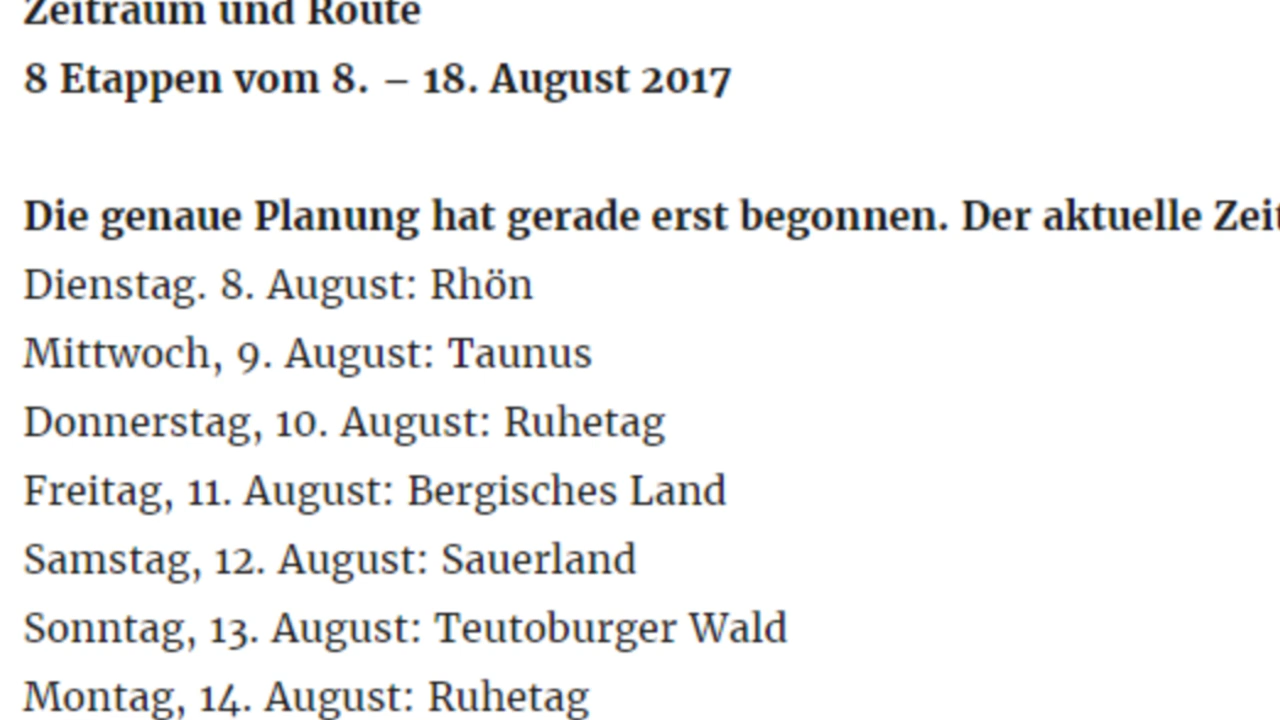 Zeitraum und Route
8 Etappen vom 8. – 18. August 2017
Die genaue Planung hat gerade erst begonnen. Der aktuelle Zeit
Dienstag. 8. August: Rhön
Mittwoch, 9. August: Taunus
Donnerstag, 10. August: Ruhetag
Freitag, 11. August: Bergisches Land
Samstag, 12. August: Sauerland
Sonntag, 13. August: Teutoburger Wald
Montag, 14. August: Ruhetag